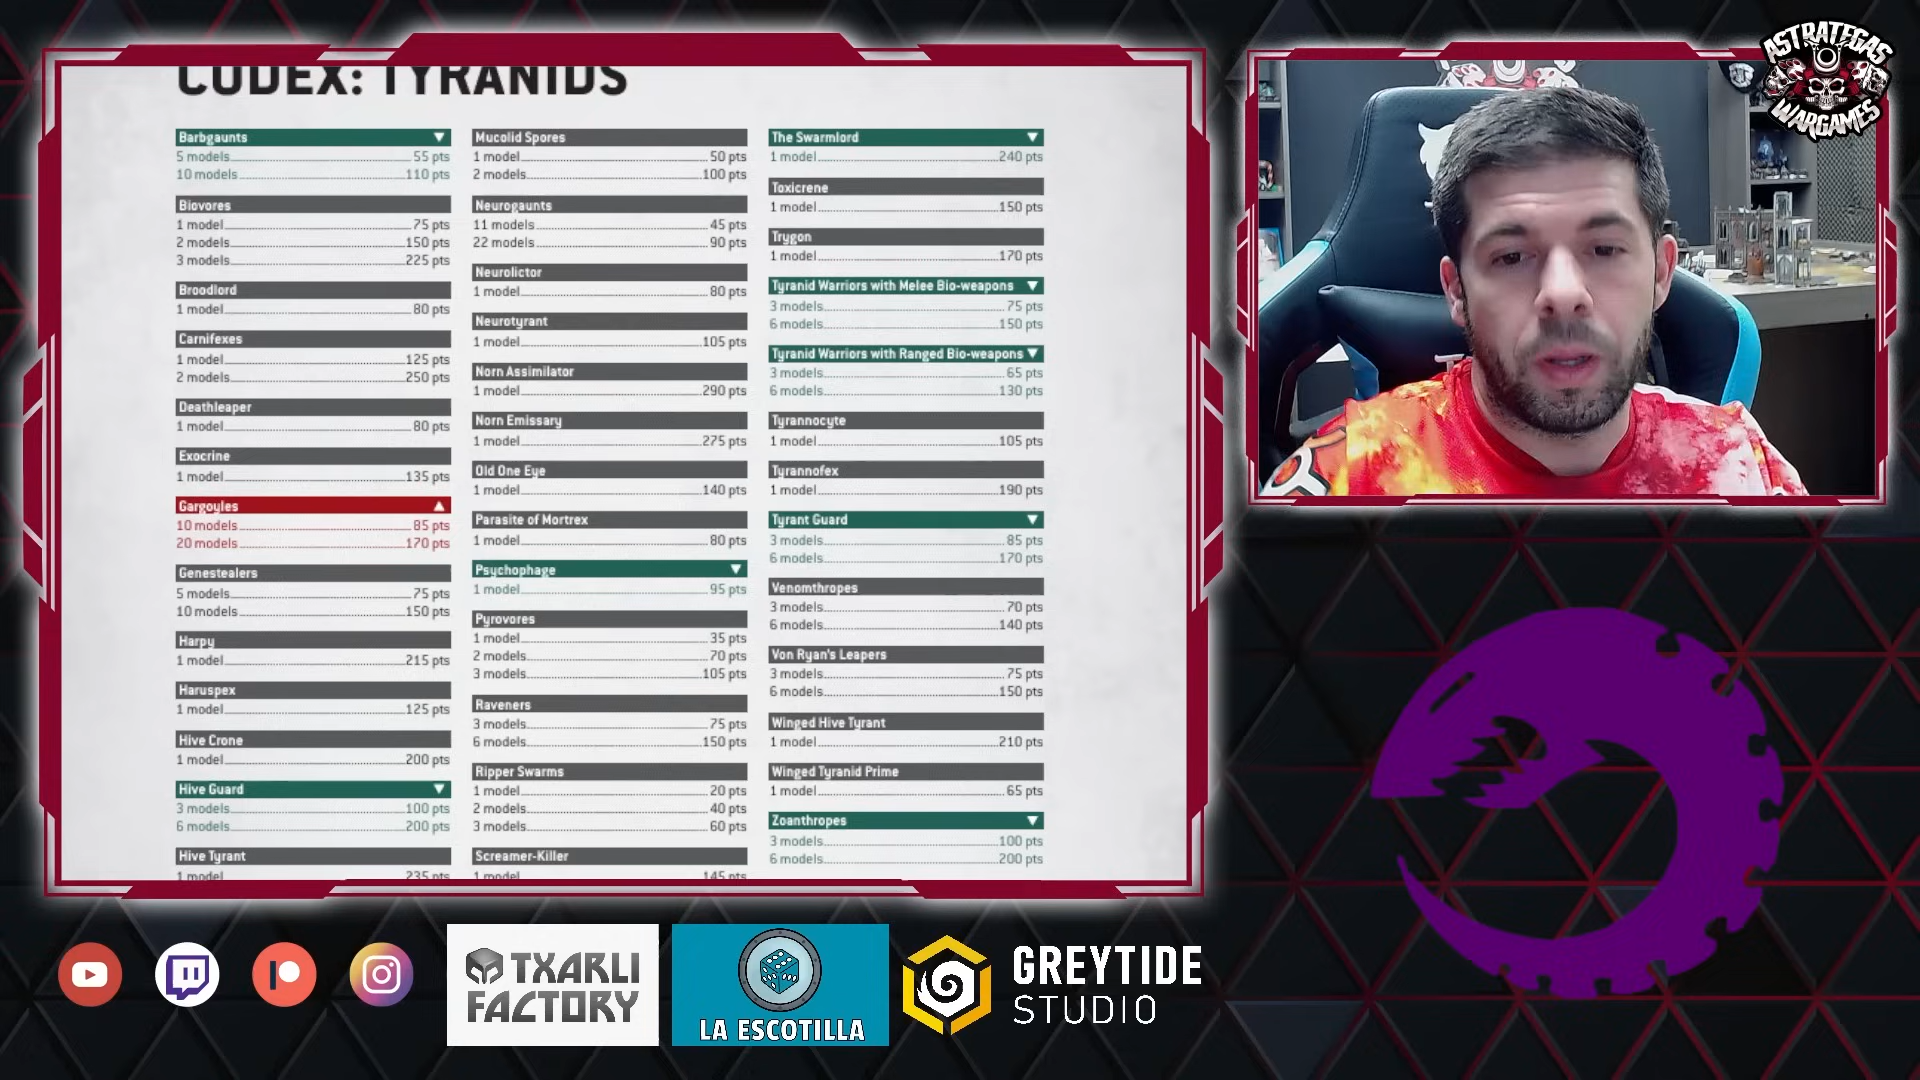 CODEX: TYRANIDS
Barbgaunts
5 models 55 pts
10 models 110 pts
Biovores
1 model 75 pts
2 models 150 pts
3 models 225 pts
Broodlord
1 model 80 pts
Carnifexes
1 model 125 pts
2 models 250 pts
Deathleaper
1 model 80 pts
Exocrine
1 model 135 pts
Gargoyles
10 models 85 pts
20 models 170 pts
Genestealers
5 models 75 pts
10 models 150 pts
Harpy
1 model 215 pts
Haruspex
1 model 125 pts
Hive Crone
1 model 200 pts
Hive Guard
3 models 100 pts
6 models 200 pts
Hive Tyrant
1 model 235 pts
Mucolid Spores
1 model 50 pts
2 models 100 pts
Neurogaunts
11 models 45 pts
22 models 90 pts
Neurolictor
1 model 80 pts
Neurotyrant
1 model 105 pts
Norn Assimilator
1 model 290 pts
Norn Emissary
1 model 275 pts
Old One Eye
1 model 140 pts
Parasite of Mortrex
1 model 80 pts
Psychophage
1 model 95 pts
Pyrovores
1 model 35 pts
2 models 70 pts
3 models 105 pts
Raveners
3 models 75 pts
6 models 150 pts
Ripper Swarms
1 model 20 pts
2 models 40 pts
3 models 60 pts
Screamer-Killer
1 model 145 pts
The Swarmlord
1 model 240 pts
Toxicrene
1 model 150 pts
Trygon
1 model 170 pts
Tyranid Warriors with Melee Bio-weapons
3 models 75 pts
6 models 150 pts
Tyranid Warriors with Ranged Bio-weapons
3 models 65 pts
6 models 130 pts
Tyrannocyte
1 model 105 pts
Tyrannofex
1 model 190 pts
Tyrant Guard
3 models 85 pts
6 models 170 pts
Venomthropes
3 models 70 pts
6 models 140 pts
Von Ryan's Leapers
3 models 75 pts
6 models 150 pts
Winged Hive Tyrant
1 model 210 pts
Winged Tyranid Prime
1 model 65 pts
Zoanthropes
3 models 100 pts
6 models 200 pts
ASTRATEGAS
WARGAMES
TXARLI
FACTORY
LA ESCOTILLA
GREYTIDE
STUDIO